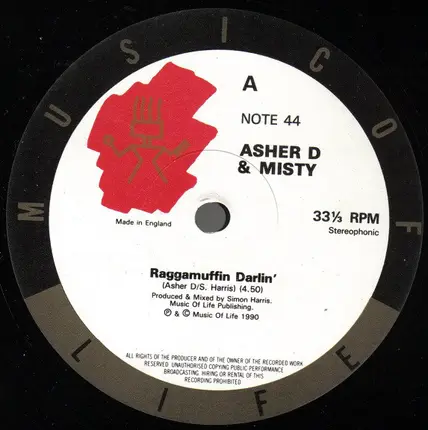 MUSIC OF LIFE
A
NOTE 44
ASHER D
& MISTY
Made in England
33⅓ RPM
Stereophonic
Raggamuffin Darlin'
(Asher D/S. Harris) (4.50)
Produced & Mixed by Simon Harris.
Music Of Life Publishing.
℗ & © Music Of Life 1990
ALL RIGHTS OF THE PRODUCER AND OF THE OWNER OF THE RECORDED WORK
RESERVED UNAUTHORISED COPYING PUBLIC PERFORMANCE
BROADCASTING HIRING OR RENTAL OF THIS
RECORDING PROHIBITED